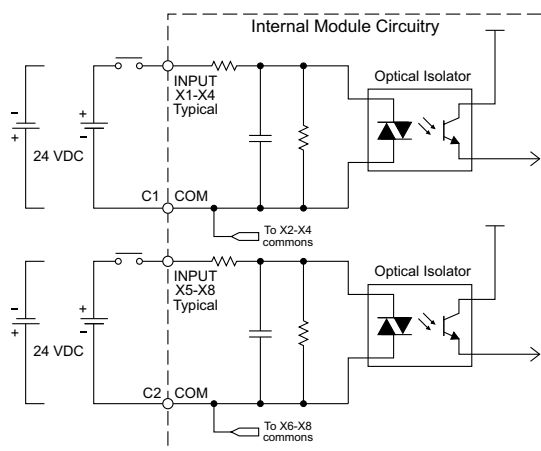 Internal Module Circuitry
INPUT
X1-X4
Typical
Optical Isolator
-
+
+
-
24 VDC
C1
COM
To X2-X4
commons
INPUT
X5-X8
Typical
Optical Isolator
-
+
+
-
24 VDC
C2
COM
To X6-X8
commons